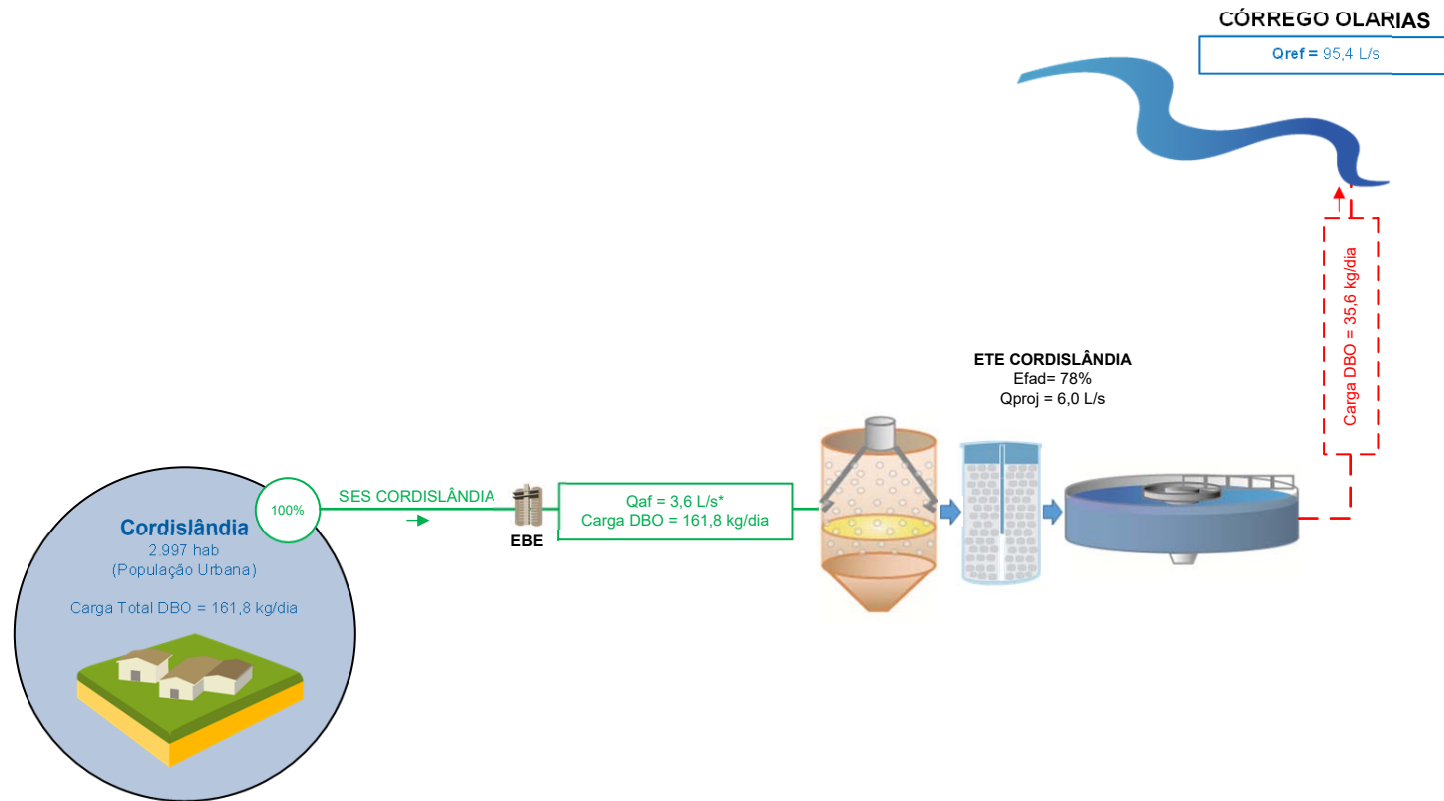 CÓRREGO OLARIAS
Qref = 95,4 L/s
Carga DBO = 35,6 kg/dia
ETE CORDISLÂNDIA
Efad= 78%
Qproj = 6,0 L/s
SES CORDISLÂNDIA
100%
EBE
Qaf = 3,6 L/s*
Carga DBO = 161,8 kg/dia
Cordislândia
2.997 hab
(População Urbana)
Carga Total DBO = 161,8 kg/dia